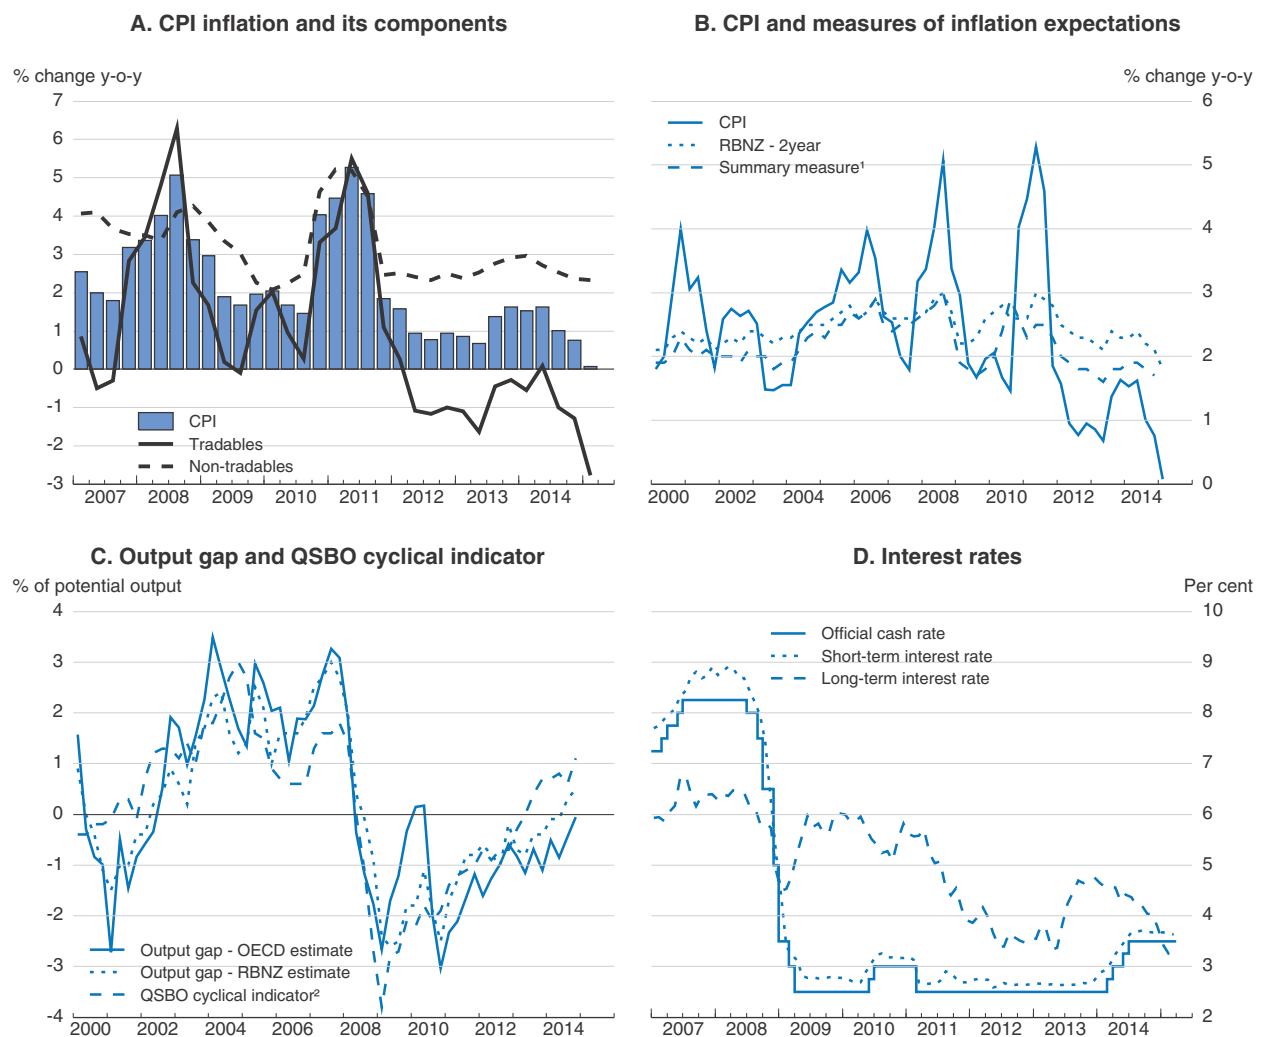 A. CPI inflation and its components
% change y-o-y
7
6
5
4
3
2
1
0
-1
-2
-3
CPI
Tradables
Non-tradables
2007 2008 2009 2010 2011 2012 2013 2014
B. CPI and measures of inflation expectations
% change y-o-y
6
5
4
3
2
1
0
CPI
RBNZ - 2year
Summary measure¹
2000 2002 2004 2006 2008 2010 2012 2014
C. Output gap and QSBO cyclical indicator
% of potential output
4
3
2
1
0
-1
-2
-3
-4
Output gap - OECD estimate
Output gap - RBNZ estimate
QSBO cyclical indicator²
2000 2002 2004 2006 2008 2010 2012 2014
D. Interest rates
Per cent
10
9
8
7
6
5
4
3
2
Official cash rate
Short-term interest rate
Long-term interest rate
2007 2008 2009 2010 2011 2012 2013 2014